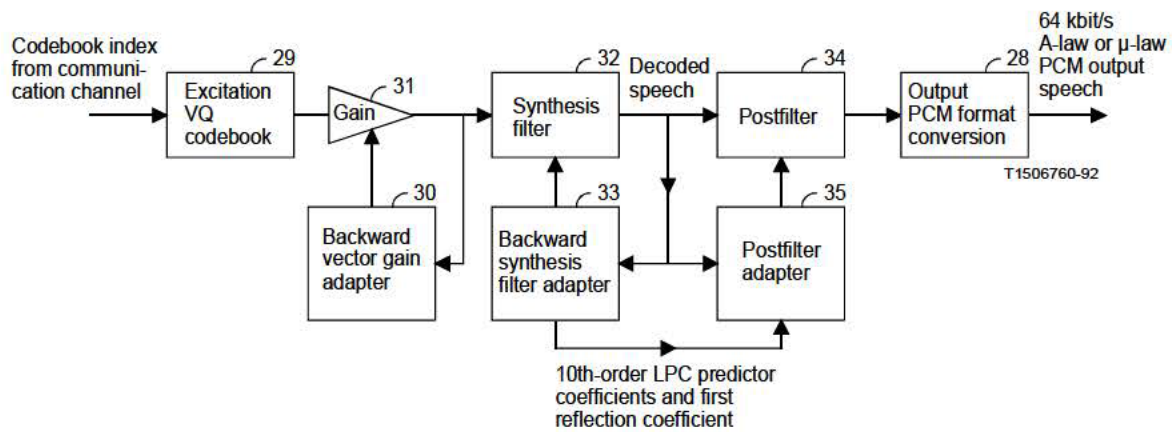 Codebook index
from communi-
cation channel
29
Excitation
VQ
codebook
31
Gain
30
Backward
vector gain
adapter
32
Synthesis
filter
Decoded
speech
33
Backward
synthesis
filter adapter
34
Postfilter
35
Postfilter
adapter
28
Output
PCM format
conversion
64 kbit/s
A-law or µ-law
PCM output
speech
T1506760-92
10th-order LPC predictor
coefficients and first
reflection coefficient